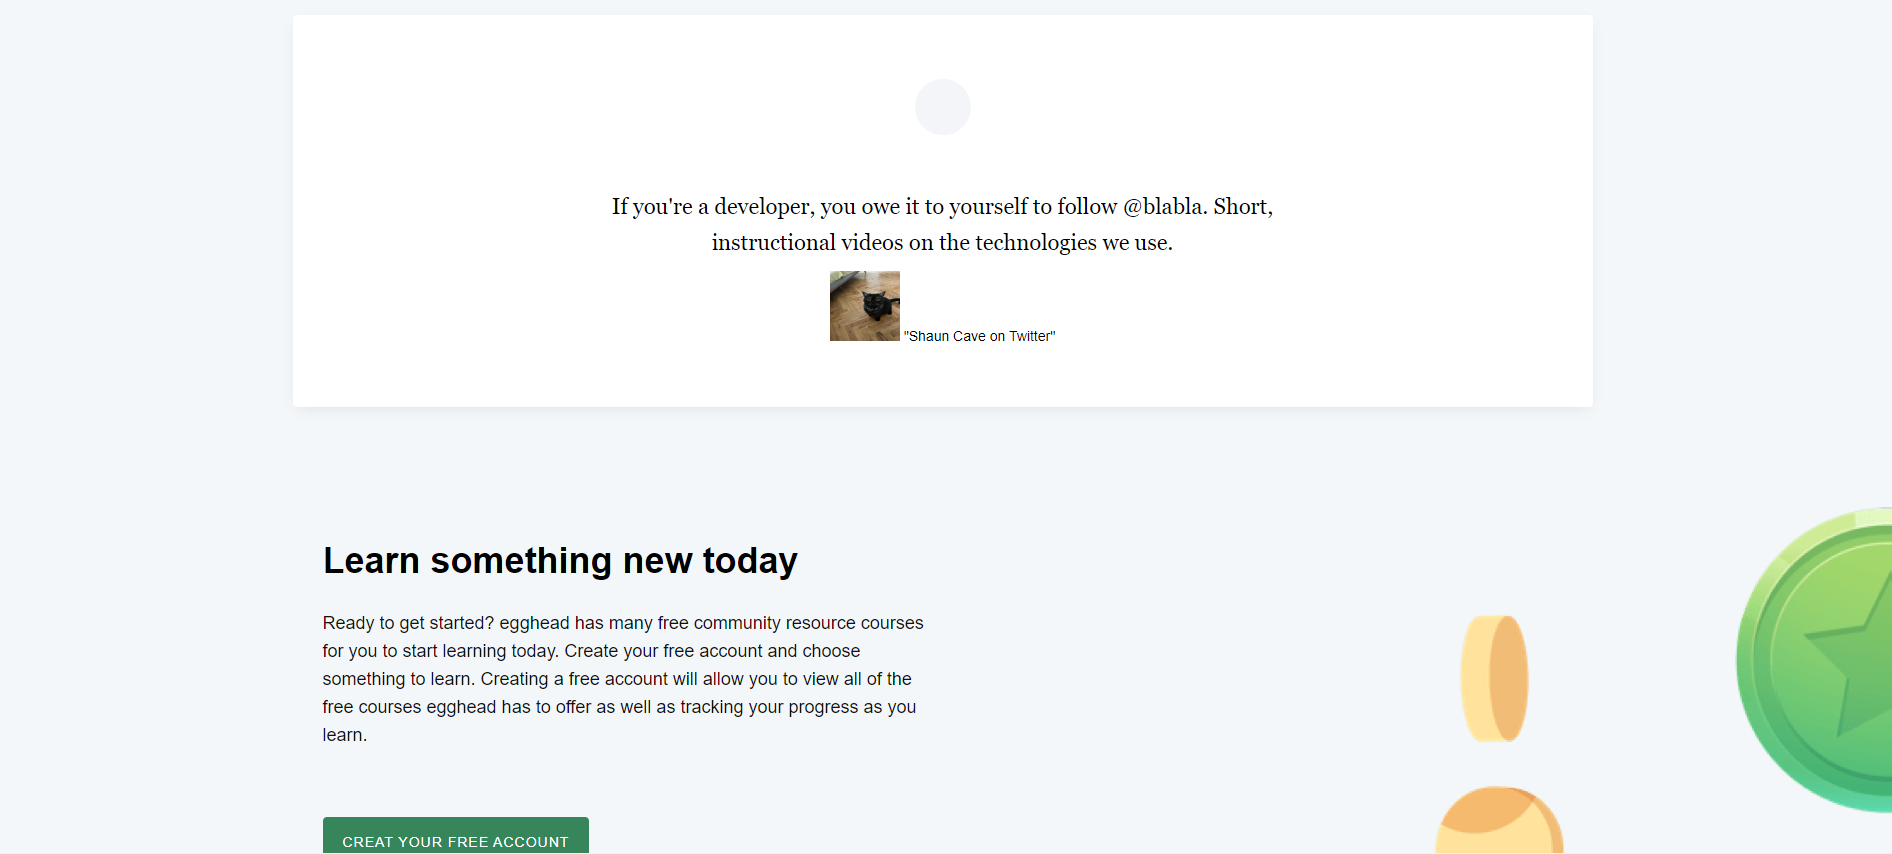 If you're a developer, you owe it to yourself to follow @blabla. Short,
instructional videos on the technologies we use.
"Shaun Cave on Twitter"
Learn something new today
Ready to get started? egghead has many free community resource courses
for you to start learning today. Create your free account and choose
something to learn. Creating a free account will allow you to view all of the
free courses egghead has to offer as well as tracking your progress as you
learn.
CREAT YOUR FREE ACCOUNT